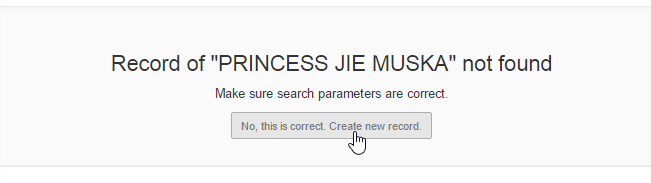 Record of "PRINCESS JIE MUSKA" not found
Make sure search parameters are correct.
No, this is correct. Create new record.